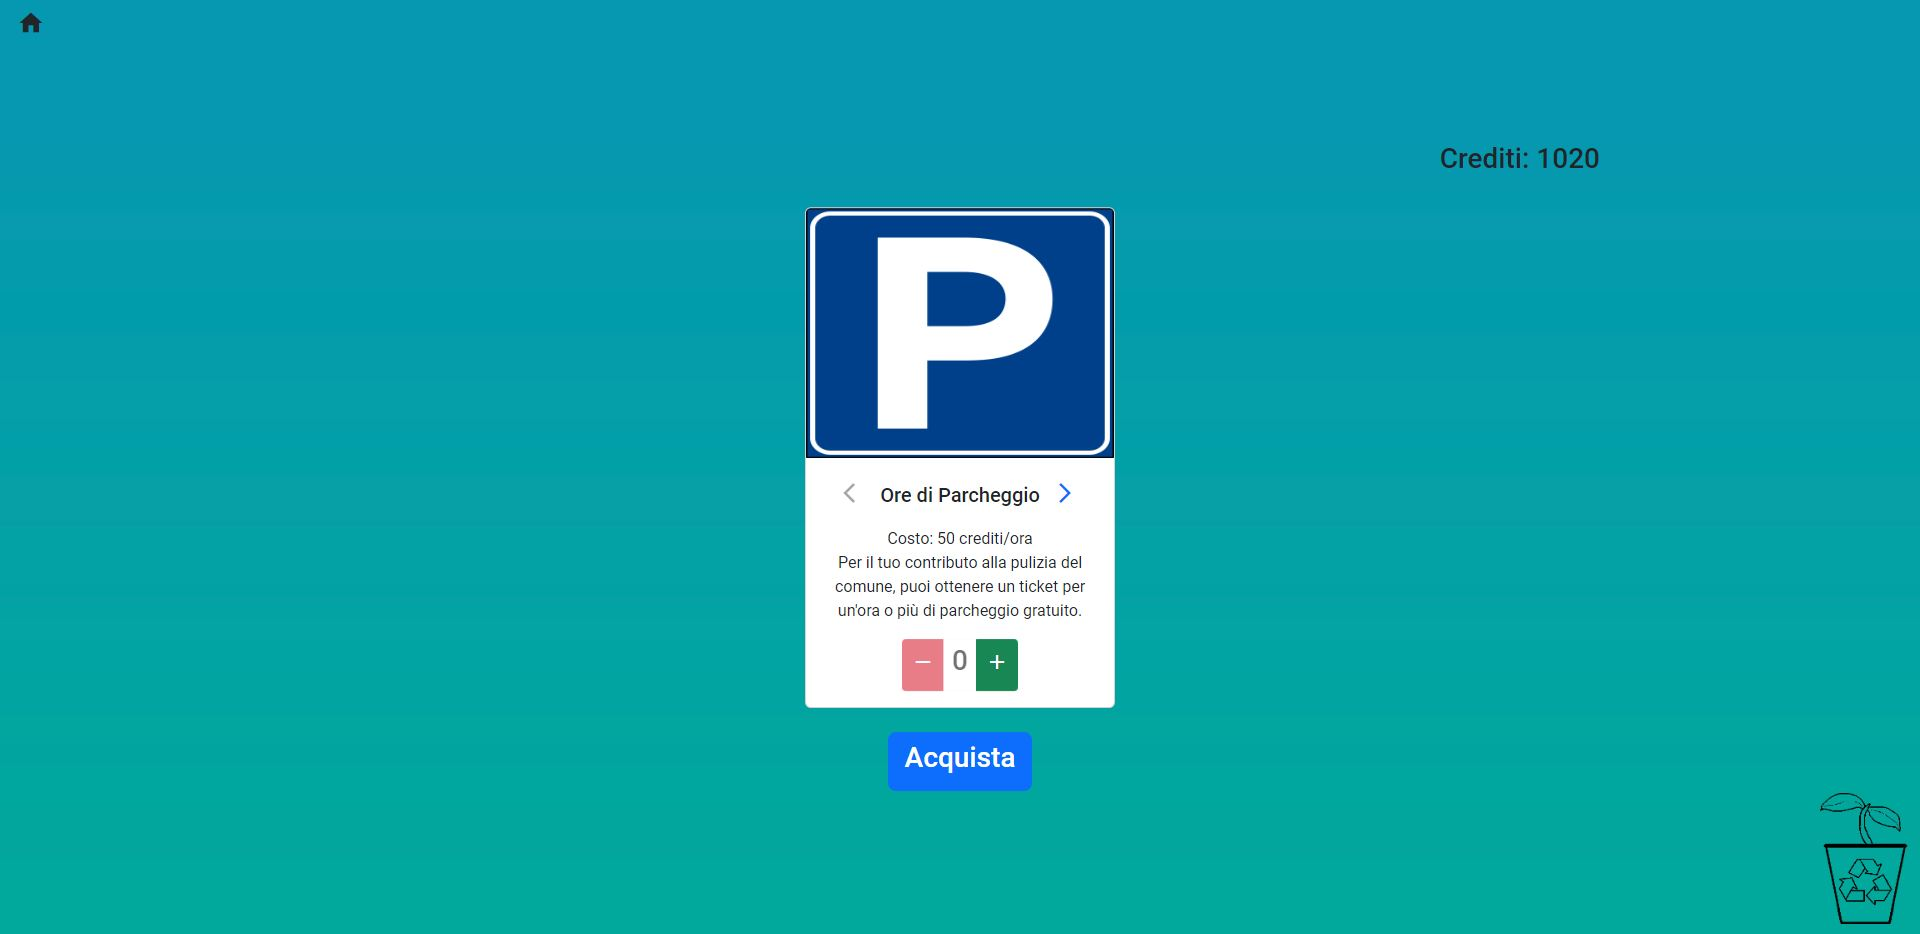 Crediti: 1020
P
Ore di Parcheggio
Costo: 50 crediti/ora
Per il tuo contributo alla pulizia del
comune, puoi ottenere un ticket per
un'ora o più di parcheggio gratuito.
− 0 +
Acquista